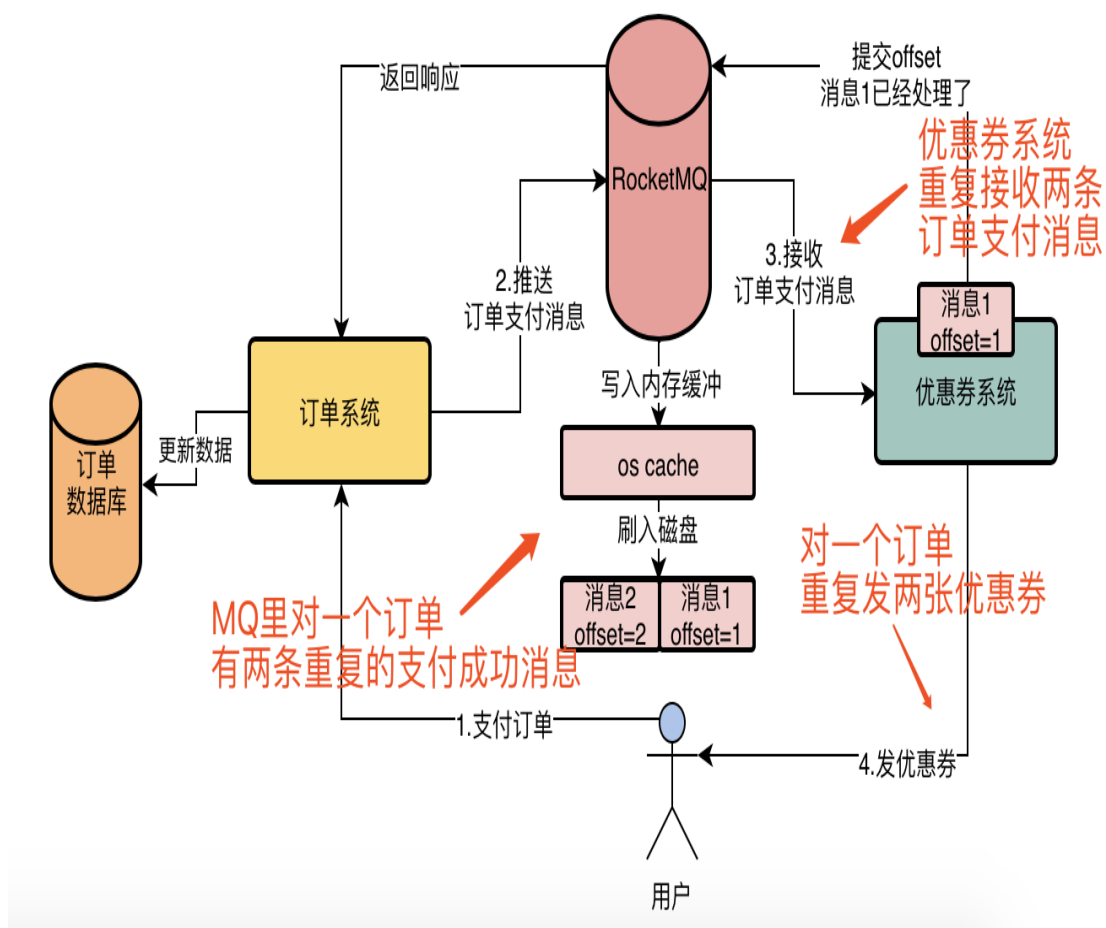 提交offset
消息1已经处理了
返回响应
优惠券系统
重复接收两条
订单支付消息
RocketMQ
2.推送
订单支付消息
3.接收
订单支付消息
消息1
offset=1
优惠券系统
写入内存缓冲
订单系统
更新数据
订单
数据库
os cache
刷入磁盘
消息2
offset=2
消息1
offset=1
对一个订单
重复发两张优惠券
MQ里对一个订单
有两条重复的支付成功消息
1.支付订单
4.发优惠券
用户